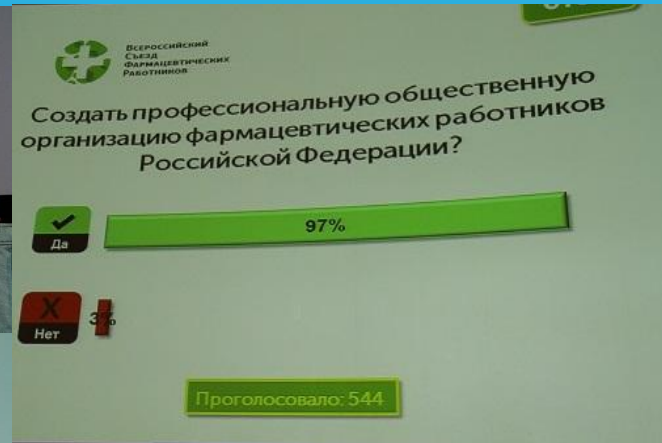 Всероссийский
Съезд
Фармацевтических
Работников
Создать профессиональную общественную
организацию фармацевтических работников
Российской Федерации?
Да
97%
Нет
3%
Проголосовало: 544